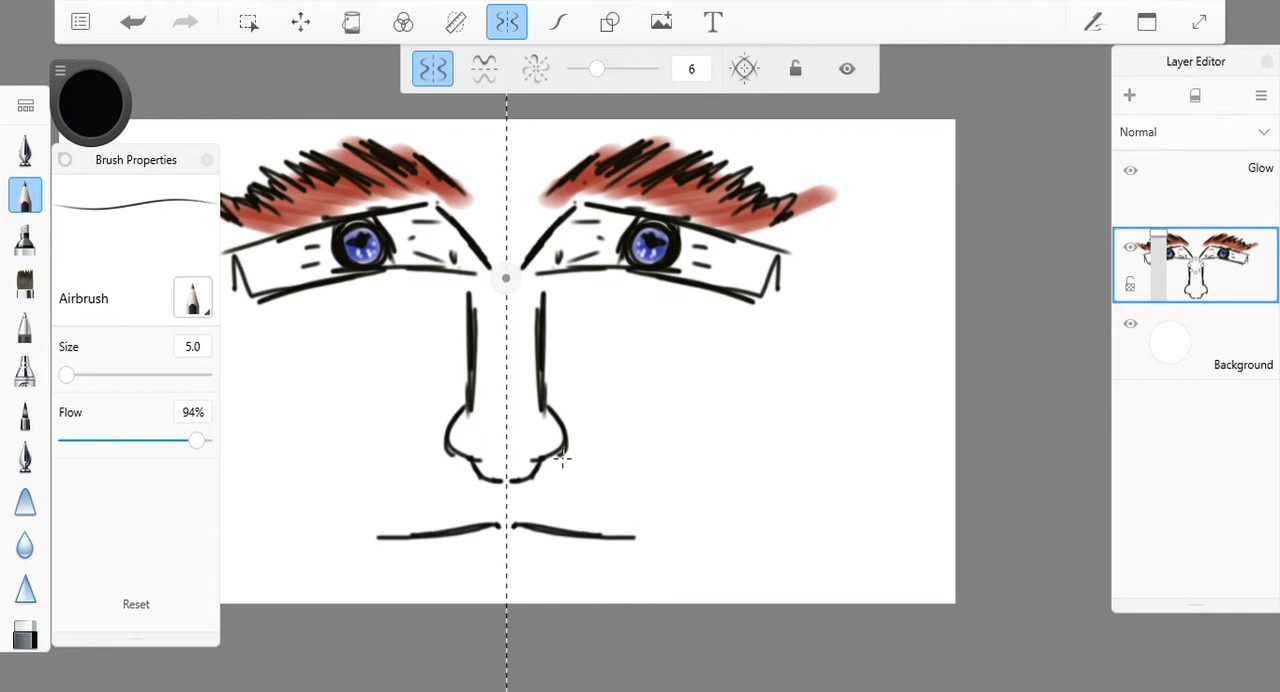 T
6
Layer Editor
Brush Properties
Normal
Glow
Airbrush
Size
5.0
Flow
94%
Background
Reset